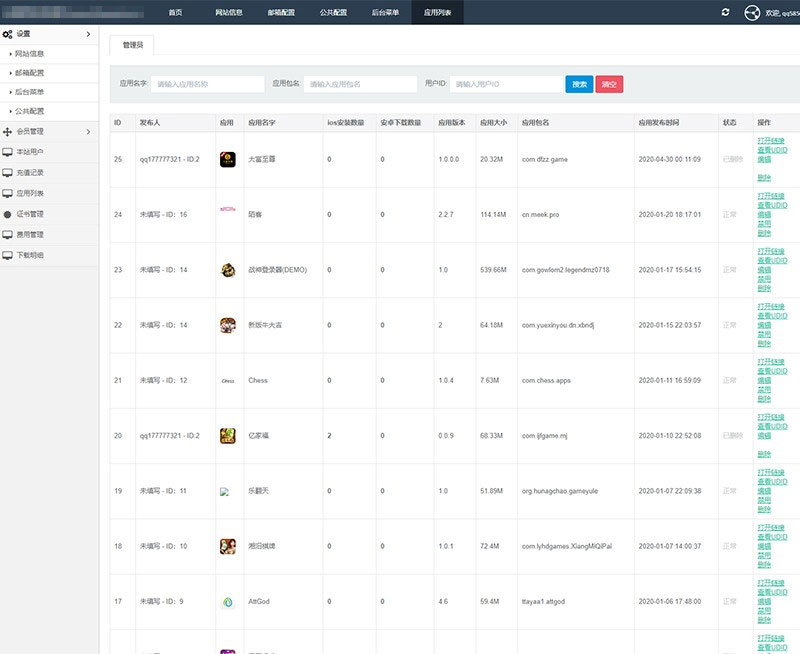 首页 网站信息 邮箱配置 公共配置 后台菜单 应用列表 欢迎, qq585
设置
网站信息
邮箱配置
后台菜单
公共配置
会员管理
本站用户
充值记录
应用列表
证书管理
费用管理
下载明细
管理员
应用名字: 请输入应用名称 应用包名: 请输入应用包名 用户ID: 请输入用户ID 搜索 清空
ID 发布人 应用 应用名字 ios安装数量 安卓下载数量 应用版本 应用大小 应用包名 应用发布时间 状态 操作
25 qq177777321 - ID:2 大富至尊 0 0 1.0.0.0 20.32M com.dfzz.game 2020-04-30 00:11:09 已删除 打开链接
查看UDID
编辑
删除
24 未填写 - ID: 16 陌客 0 0 2.2.7 114.14M cn.meek.pro 2020-01-20 18:17:01 正常 打开链接
查看UDID
编辑
禁用
删除
23 未填写 - ID: 14 战神登录器(DEMO) 0 0 1.0 539.66M com.gowlom2.legendmz0718 2020-01-17 15:54:15 正常 打开链接
查看UDID
编辑
禁用
删除
22 未填写 - ID: 14 新版牛大吉 0 0 2 64.18M com.yuexinyou.dn.xbndj 2020-01-15 22:03:57 正常 打开链接
查看UDID
编辑
禁用
删除
21 未填写 - ID: 12 Chess Chess 0 0 1.0.4 7.63M com.chess.apps 2020-01-11 16:59:09 正常 打开链接
查看UDID
编辑
禁用
删除
20 qq177777321 - ID:2 亿家福 2 0 0.0.9 68.33M com.ijfgame.mj 2020-01-10 22:52:08 已删除 打开链接
查看UDID
编辑
删除
19 未填写 - ID: 11 乐翻天 0 0 1.0 51.89M org.hunagchao.gameyule 2020-01-07 22:09:38 正常 打开链接
查看UDID
编辑
禁用
删除
18 未填写 - ID: 10 湘旧棋牌 0 0 1.0.1 72.4M com.lyhdgames.XiangMiQiPai 2020-01-07 14:00:37 正常 打开链接
查看UDID
编辑
禁用
删除
17 未填写 - ID: 9 AttGod 0 0 4.6 59.4M ttayaa1.attgod 2020-01-06 17:48:00 正常 打开链接
查看UDID
编辑
禁用
删除
打开链接
查看UDID